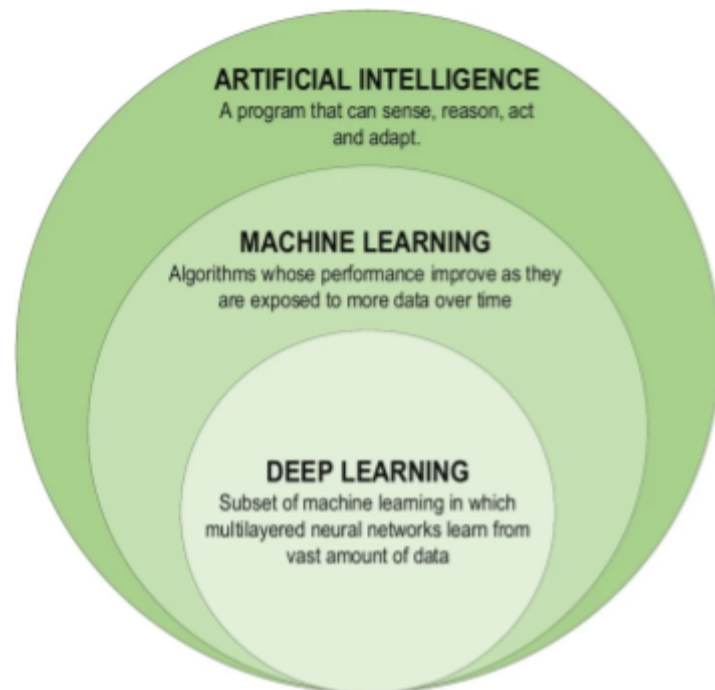 ARTIFICIAL INTELLIGENCE
A program that can sense, reason, act
and adapt.
MACHINE LEARNING
Algorithms whose performance improve as they
are exposed to more data over time
DEEP LEARNING
Subset of machine learning in which
multilayered neural networks learn from
vast amount of data